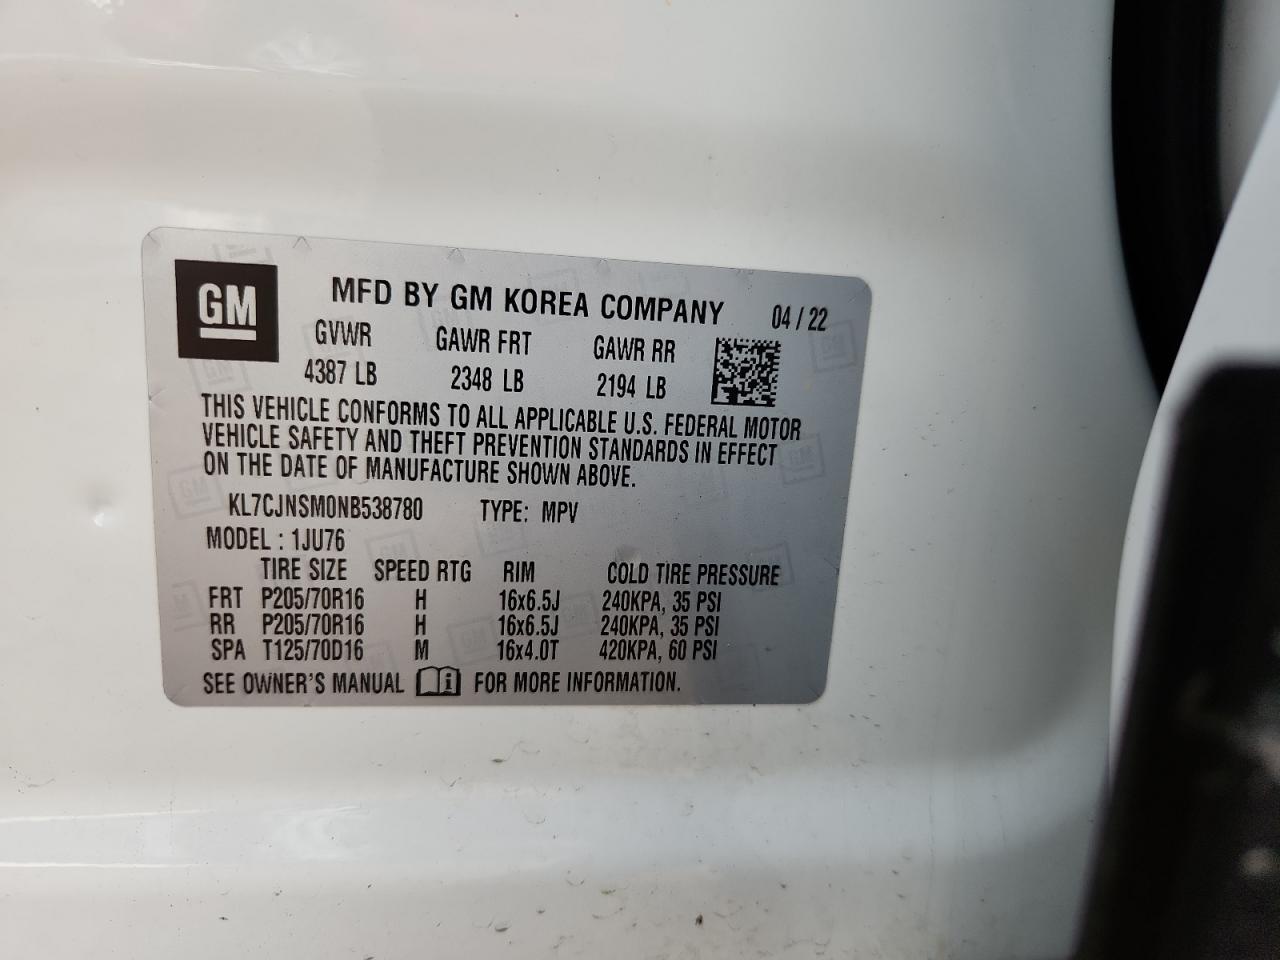 GM
MFD BY GM KOREA COMPANY 04 / 22
GVWR GAWR FRT GAWR RR
4387 LB 2348 LB 2194 LB
THIS VEHICLE CONFORMS TO ALL APPLICABLE U.S. FEDERAL MOTOR
VEHICLE SAFETY AND THEFT PREVENTION STANDARDS IN EFFECT
ON THE DATE OF MANUFACTURE SHOWN ABOVE.
KL7CJNSM0NB538780 TYPE: MPV
MODEL : 1JU76
TIRE SIZE SPEED RTG RIM COLD TIRE PRESSURE
FRT P205/70R16 H 16x6.5J 240KPA, 35 PSI
RR P205/70R16 H 16x6.5J 240KPA, 35 PSI
SPA T125/70D16 M 16x4.0T 420KPA, 60 PSI
SEE OWNER'S MANUAL i FOR MORE INFORMATION.